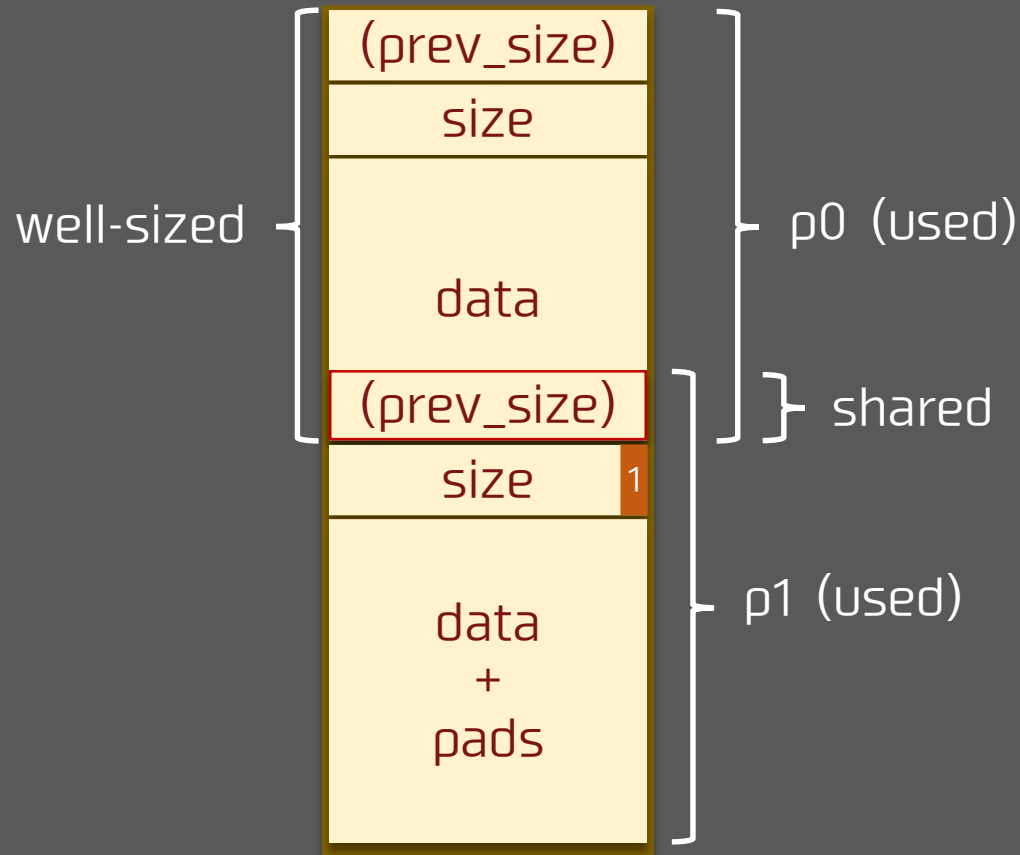 (prev_size)
size
well-sized
p0 (used)
data
(prev_size)
shared
size
1
p1 (used)
data
+
pads